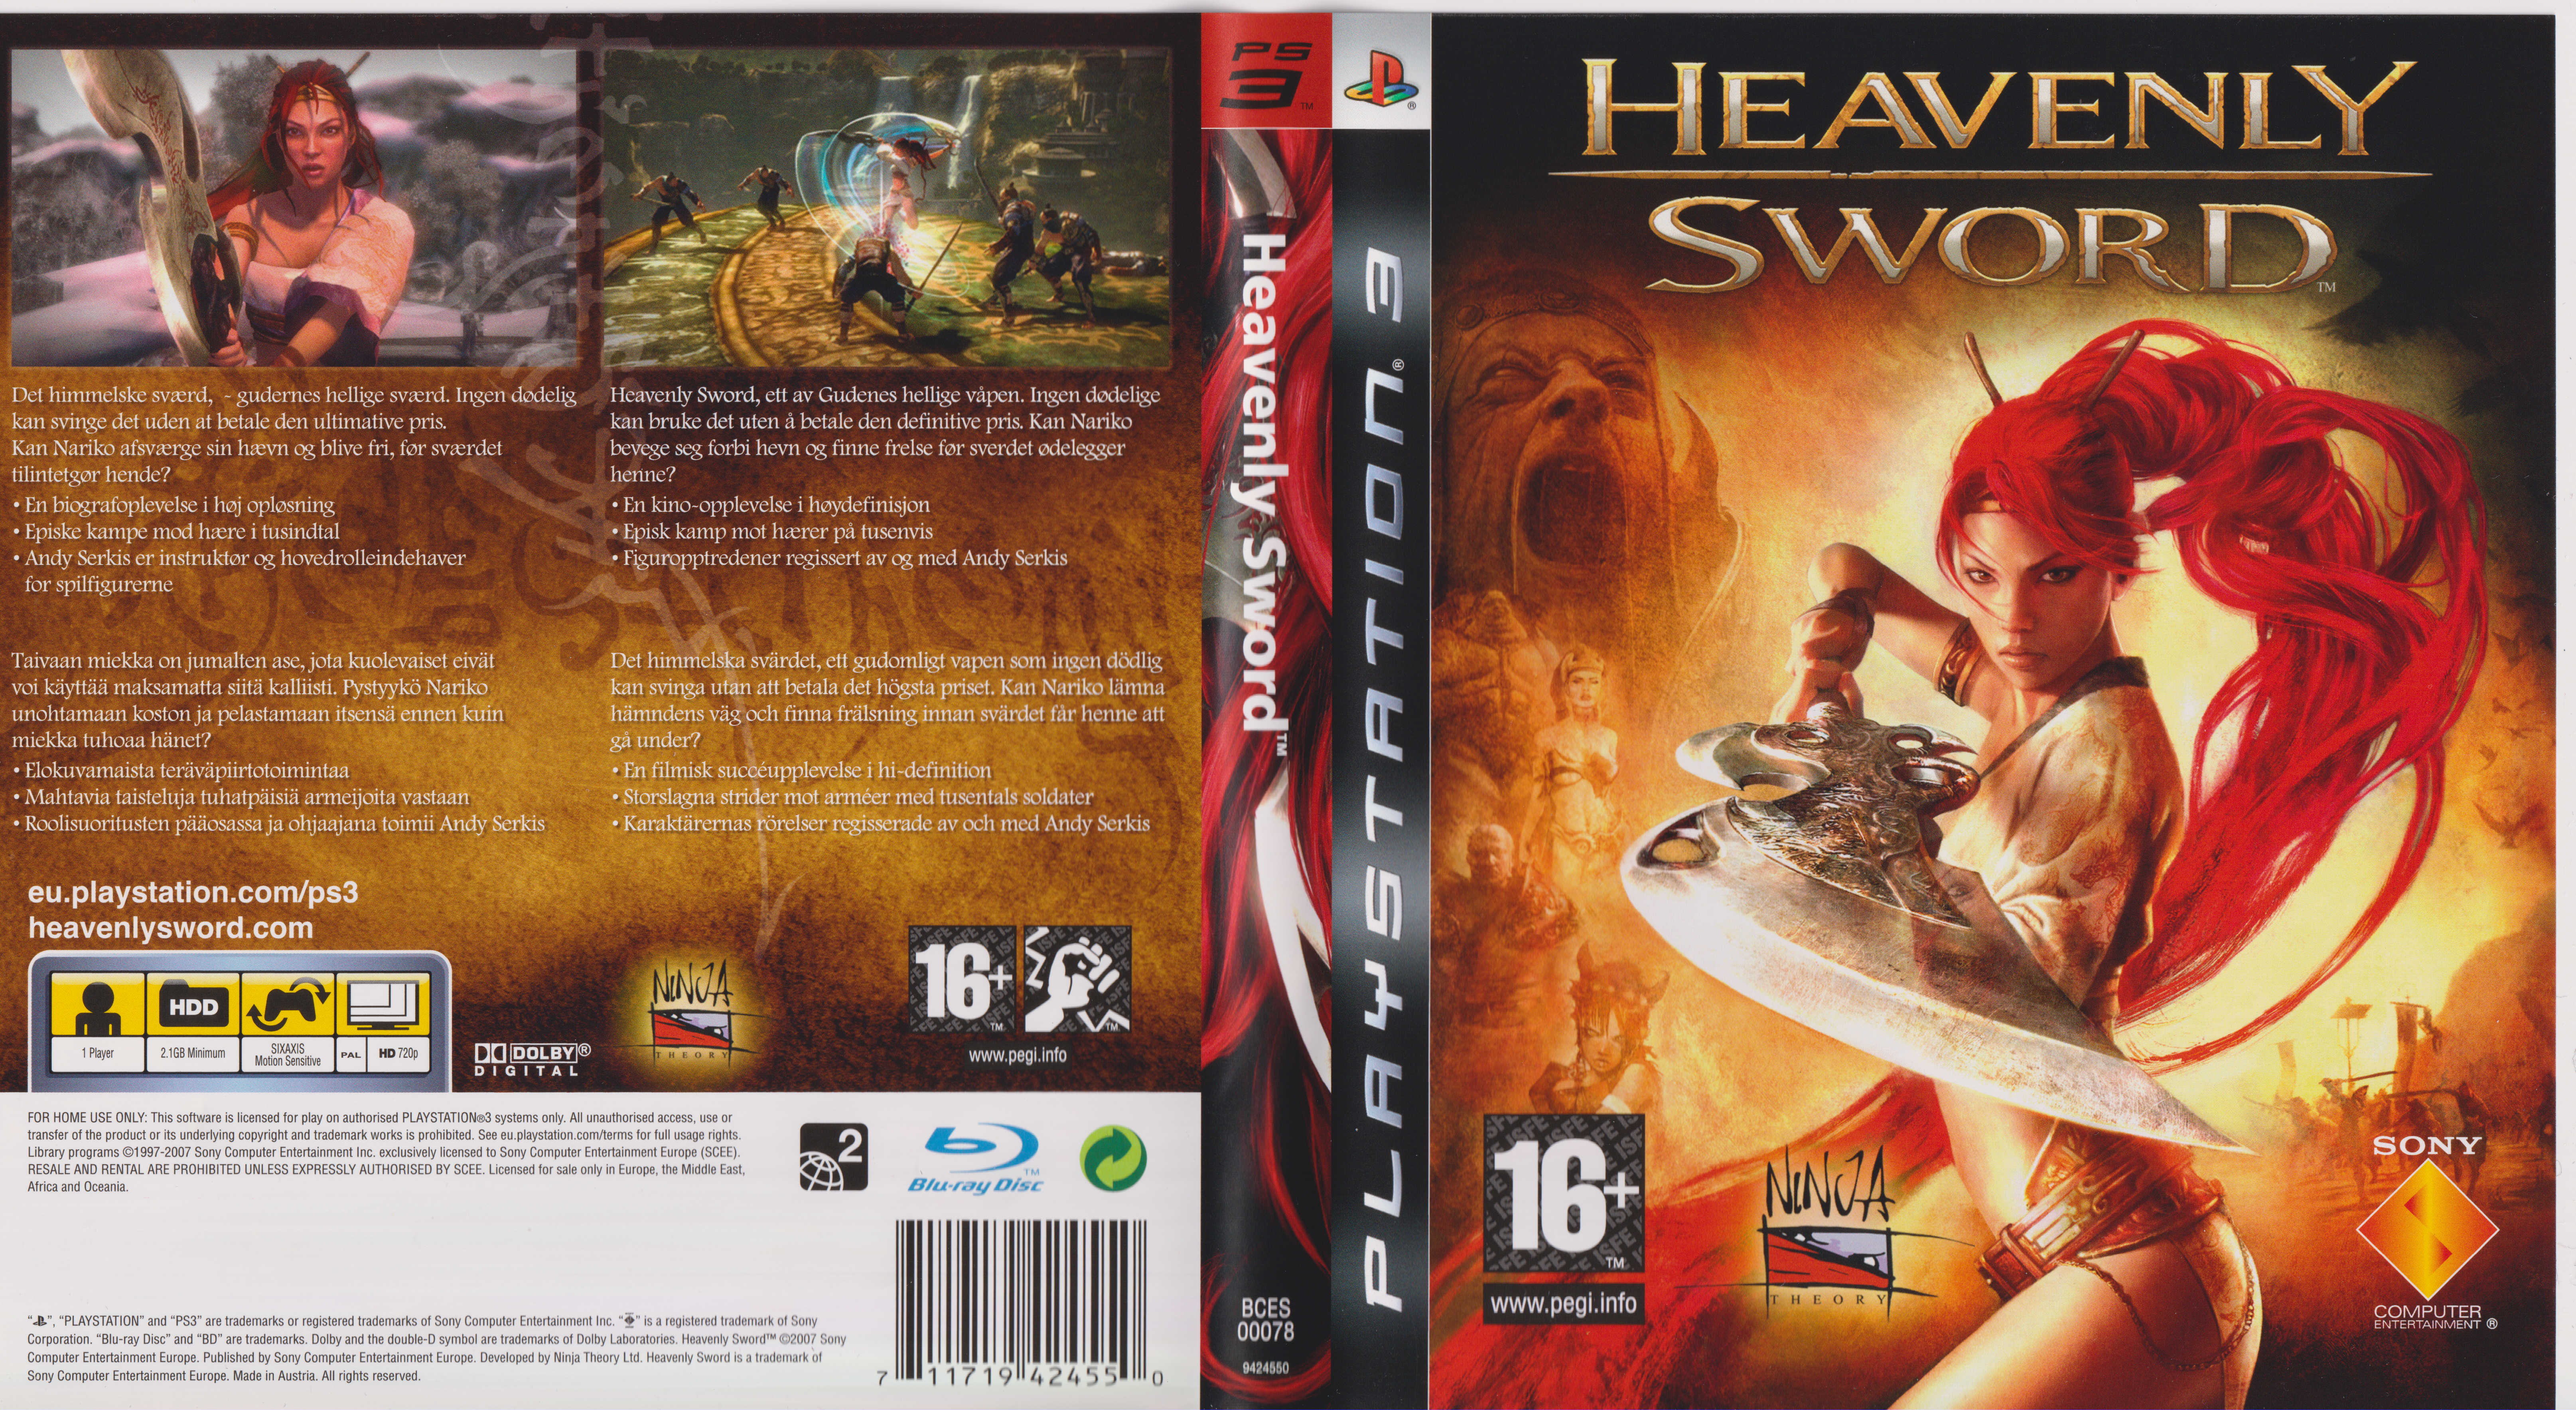 Det himmelske sværd, - gudernes hellige sværd. Ingen dødelig
kan svinge det uden at betale den ultimative pris.
Kan Nariko afsværge sin hævn og blive fri, før sværdet
tilintetgør hende?
• En biografoplevelse i høj opløsning
• Episke kampe mod hære i tusindtal
• Andy Serkis er instruktør og hovedrolleindehaver
for spilfigurerne
Heavenly Sword, ett av Gudenes hellige våpen. Ingen dødelige
kan bruke det uten å betale den definitive pris. Kan Nariko
bevege seg forbi hevn og finne frelse før sverdet ødelegger
henne?
• En kino-opplevelse i høydefinisjon
• Episk kamp mot hærer på tusenvis
• Figuropptredener regissert av og med Andy Serkis
Taivaan miekka on jumalten ase, jota kuolevaiset eivät
voi käyttää maksamatta siitä kalliisti. Pystyykö Nariko
unohtamaan koston ja pelastamaan itsensä ennen kuin
miekka tuhoaa hänet?
• Elokuvamaista teräväpiirtotoimintaa
• Mahtavia taisteluja tuhatpäisiä armeijoita vastaan
• Roolisuoritusten pääosassa ja ohjaajana toimii Andy Serkis
Det himmelska svärdet, ett gudomligt vapen som ingen dödlig
kan svinga utan att betala det högsta priset. Kan Nariko lämna
hämndens väg och finna frälsning innan svärdet får henne att
gå under?
• En filmisk succéupplevelse i hi-definition
• Storslagna strider mot arméer med tusentals soldater
• Karaktärernas rörelser regisserade av och med Andy Serkis
eu.playstation.com/ps3
heavenlysword.com
HDD
1 Player
2.1GB Minimum
SIXAXIS
Motion Sensitive
PAL
HD 720p
DOLBY®
DIGITAL
NINJA
THEORY
16+
™
™
www.pegi.info
FOR HOME USE ONLY: This software is licensed for play on authorised PLAYSTATION®3 systems only. All unauthorised access, use or
transfer of the product or its underlying copyright and trademark works is prohibited. See eu.playstation.com/terms for full usage rights.
Library programs ©1997-2007 Sony Computer Entertainment Inc. exclusively licensed to Sony Computer Entertainment Europe (SCEE).
RESALE AND RENTAL ARE PROHIBITED UNLESS EXPRESSLY AUTHORISED BY SCEE. Licensed for sale only in Europe, the Middle East,
Africa and Oceania.
2
Blu-ray Disc™
"", "PLAYSTATION" and "PS3" are trademarks or registered trademarks of Sony Computer Entertainment Inc. "" is a registered trademark of Sony
Corporation. "Blu-ray Disc" and "BD" are trademarks. Dolby and the double-D symbol are trademarks of Dolby Laboratories. Heavenly Sword™ ©2007 Sony
Computer Entertainment Europe. Published by Sony Computer Entertainment Europe. Developed by Ninja Theory Ltd. Heavenly Sword is a trademark of
Sony Computer Entertainment Europe. Made in Austria. All rights reserved.
7 11719 42455 0
PS
3™
Heavenly Sword™
BCES
00078
9424550
®
PLAYSTATION®3
HEAVENLY
SWORD™
16+
™
www.pegi.info
NINJA
THEORY
SONY
COMPUTER
ENTERTAINMENT ®